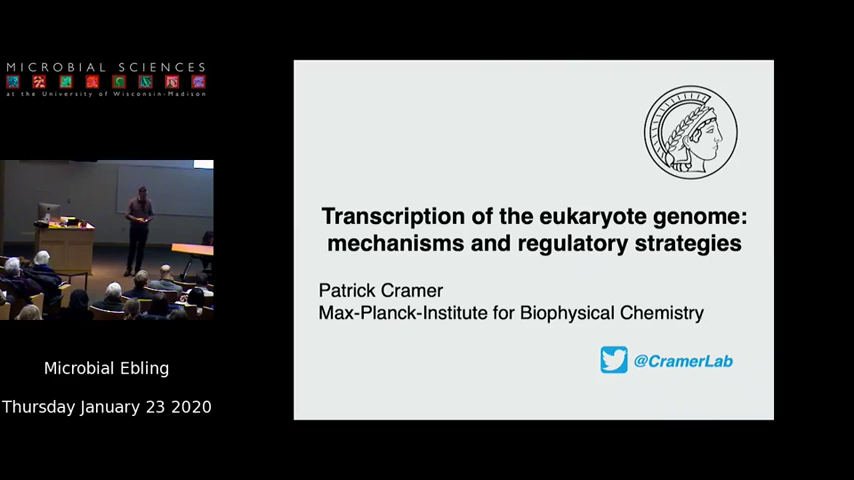 MICROBIAL SCIENCES
at the University of Wisconsin-Madison
Microbial Ebling
Thursday January 23 2020
Transcription of the eukaryote genome:
mechanisms and regulatory strategies
Patrick Cramer
Max-Planck-Institute for Biophysical Chemistry
@CramerLab